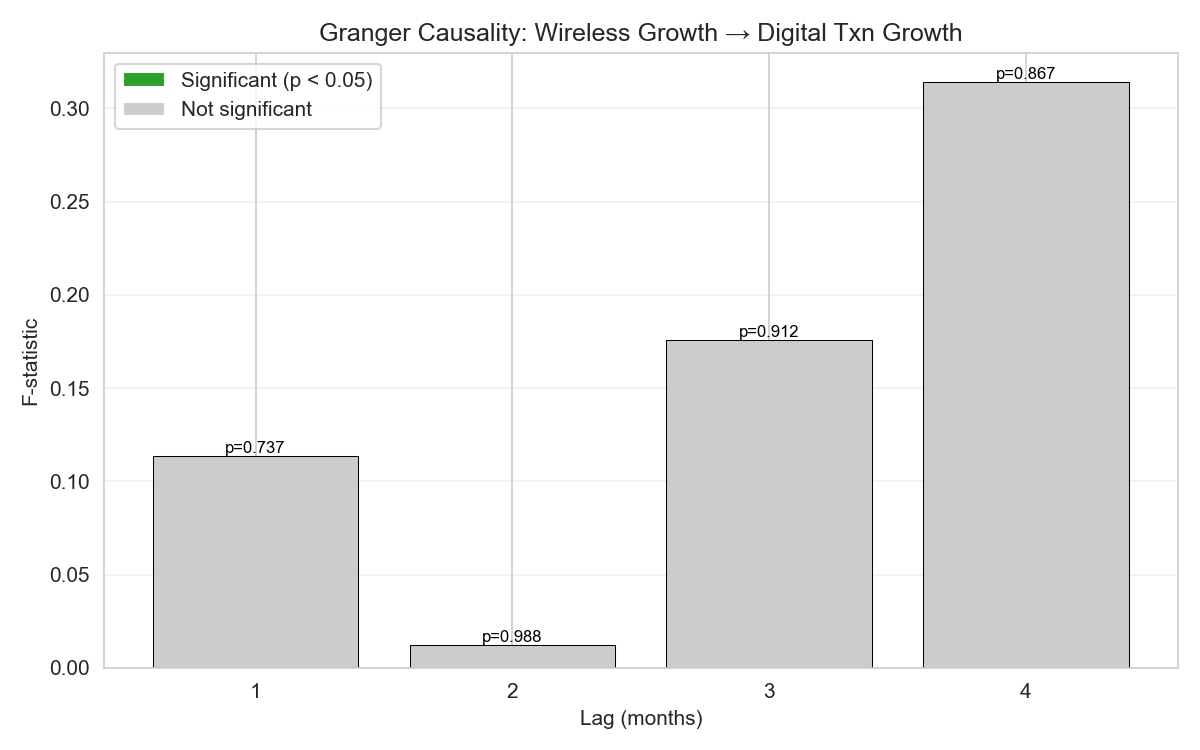 Granger Causality: Wireless Growth → Digital Txn Growth
Significant (p < 0.05)
Not significant
F-statistic
0.30
0.25
0.20
0.15
0.10
0.05
0.00
p=0.737
p=0.988
p=0.912
p=0.867
1 2 3 4
Lag (months)